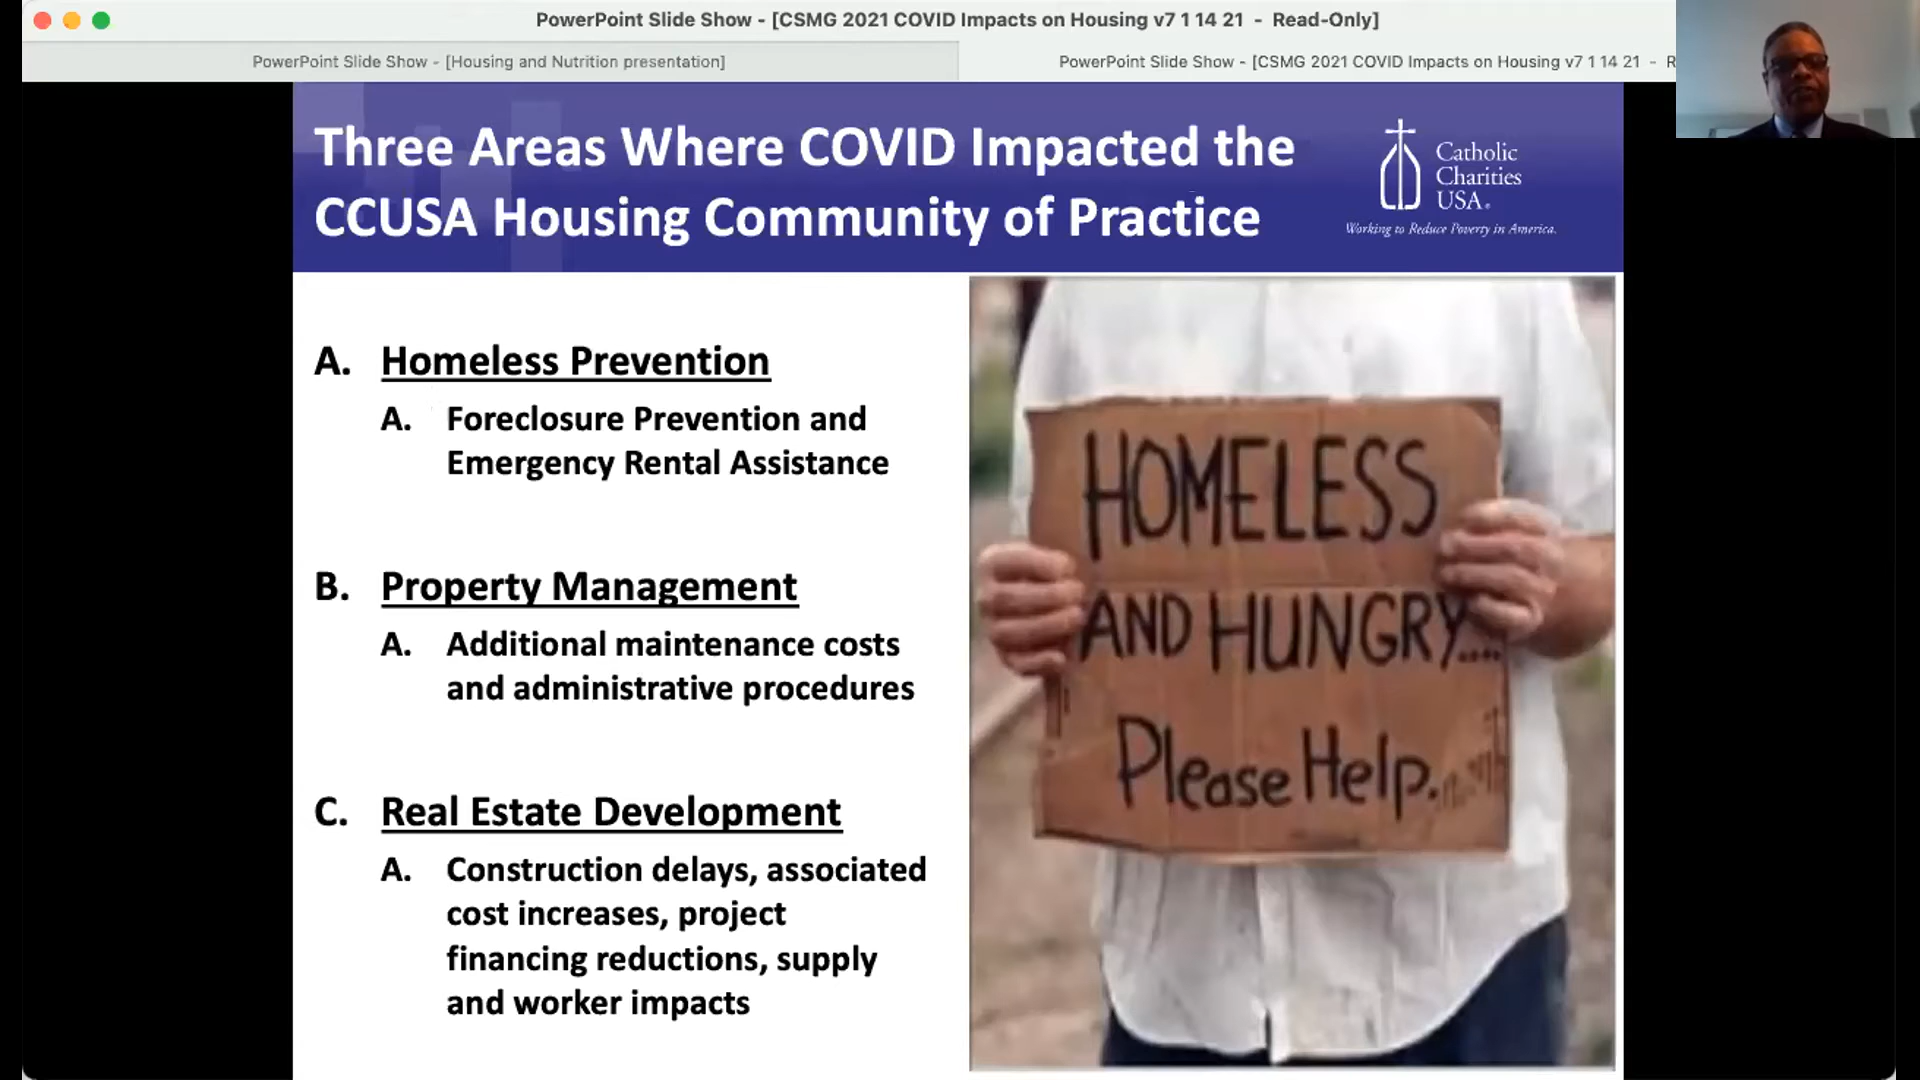 PowerPoint Slide Show - [CSMG 2021 COVID Impacts on Housing v7 1 14 21 - Read-Only]
PowerPoint Slide Show - [Housing and Nutrition presentation]
PowerPoint Slide Show - [CSMG 2021 COVID Impacts on Housing v7 1 14 21 - R
Three Areas Where COVID Impacted the
CCUSA Housing Community of Practice
Catholic
Charities
USA.
Working to Reduce Poverty in America.
A. Homeless Prevention
A. Foreclosure Prevention and
Emergency Rental Assistance
B. Property Management
A. Additional maintenance costs
and administrative procedures
C. Real Estate Development
A. Construction delays, associated
cost increases, project
financing reductions, supply
and worker impacts
HOMELESS
AND HUNGRY....
Please Help.